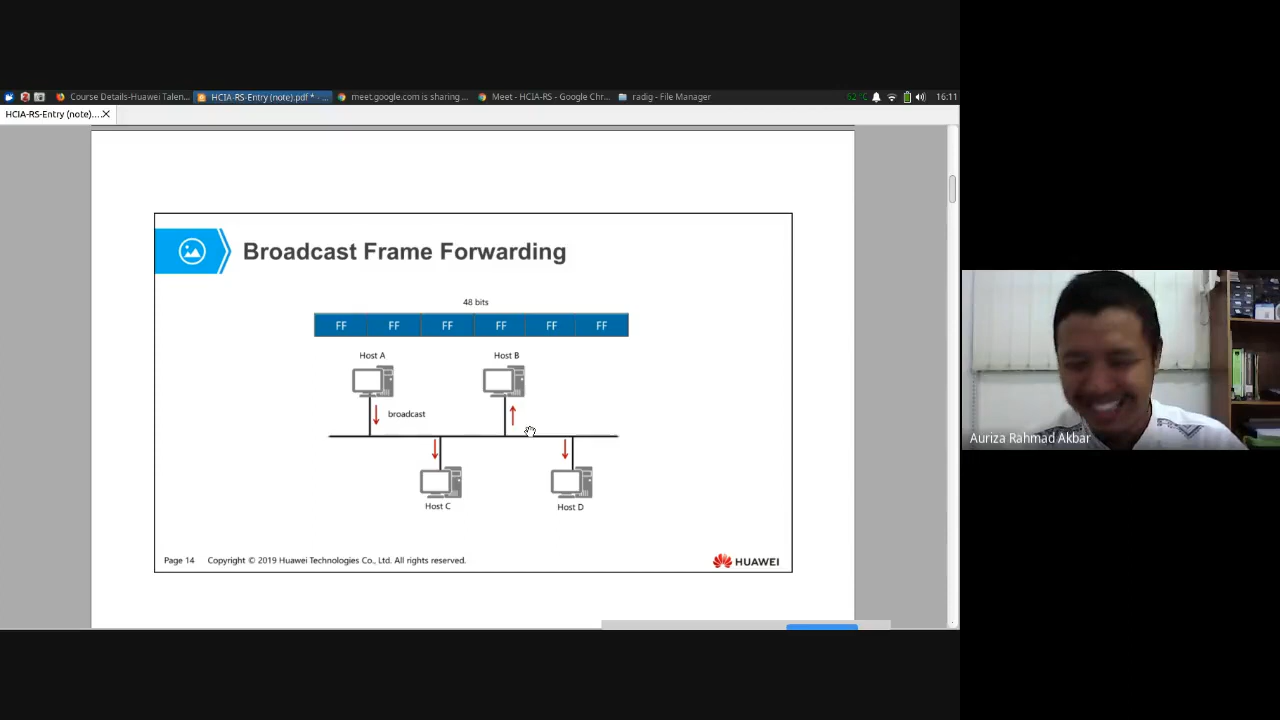 Course Details-Huawei Talen...
HCIA-RS-Entry (note).pdf * -...
meet.google.com is sharing ...
Meet - HCIA-RS - Google Chr...
radig - File Manager
52°C
16:11
HCIA-RS-Entry (note)....
Broadcast Frame Forwarding
48 bits
FF FF FF FF FF FF
Host A
Host B
broadcast
Host C
Host D
Page 14
Copyright © 2019 Huawei Technologies Co., Ltd. All rights reserved.
HUAWEI
Auriza Rahmad Akbar